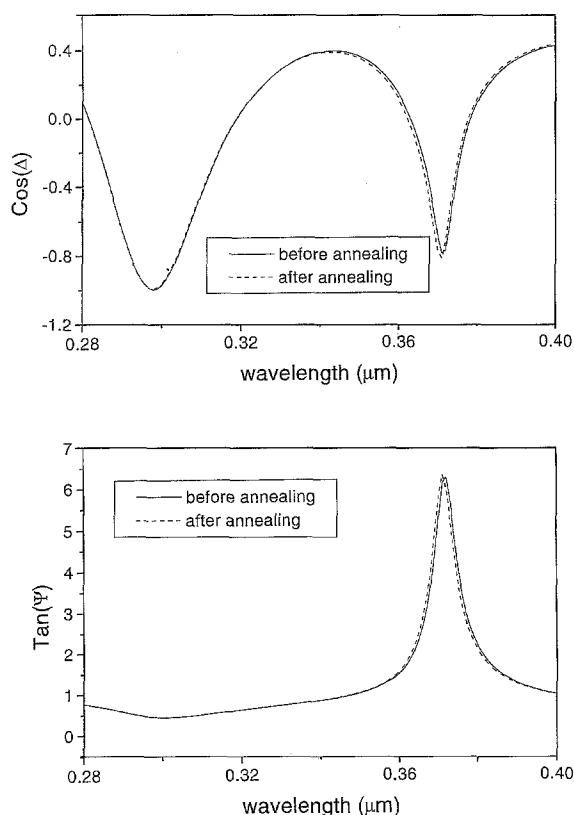 0.4
0.0
-0.4
-0.8
-1.2
Cos(Δ)
before annealing
after annealing
0.28
0.32
0.36
0.40
wavelength (μm)
7
6
5
4
3
2
1
0
Tan(Ψ)
before annealing
after annealing
0.28
0.32
0.36
0.40
wavelength (μm)